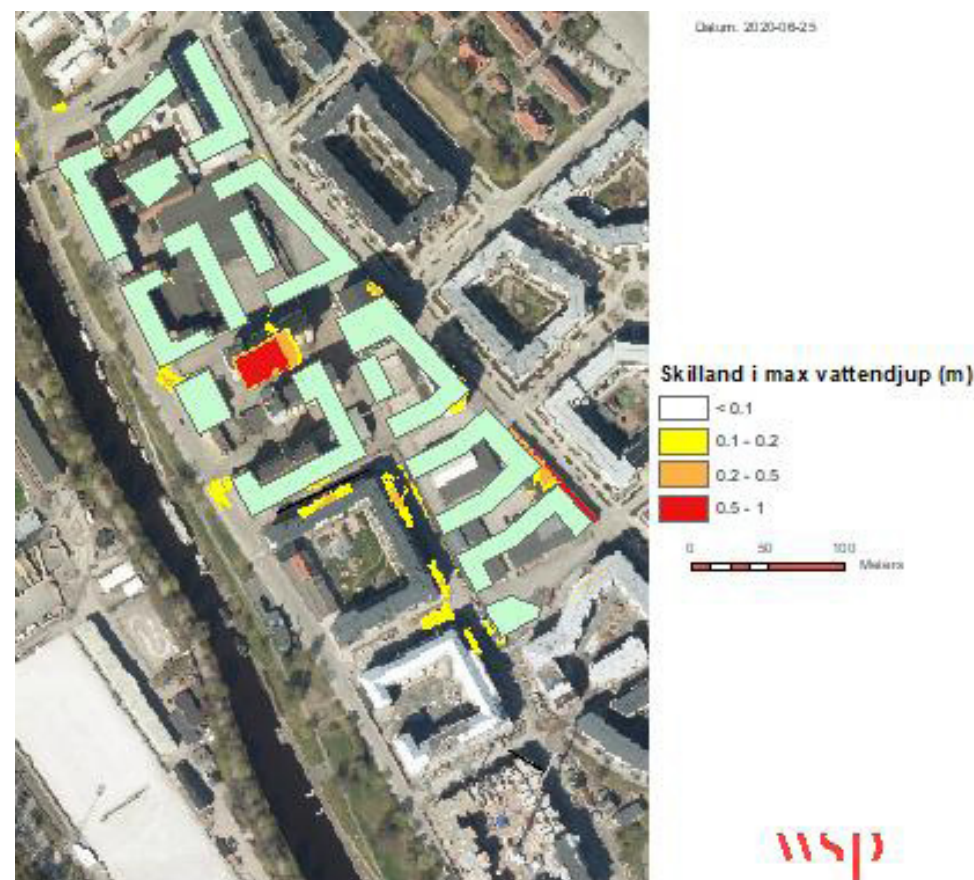 Datum: 2020-06-25
Skilland i max vattendjup (m)
< 0.1
0.1 - 0.2
0.2 - 0.5
0.5 - 1
0 50 100
Meters
wsp